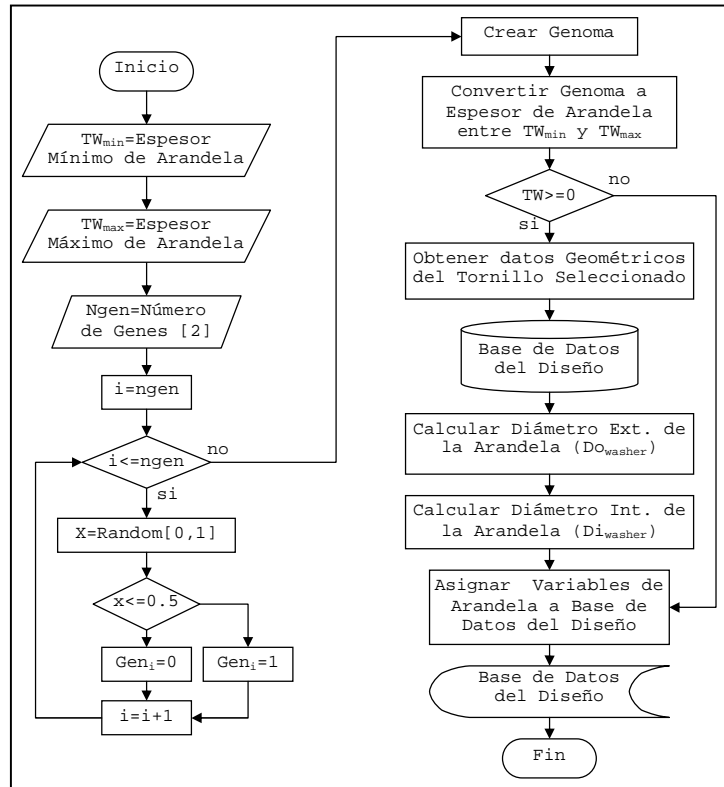 Inicio
TWmin=Espesor
Mínimo de Arandela
TWmax=Espesor
Máximo de Arandela
Ngen=Número
de Genes [2]
i=ngen
i<=ngen
no
si
X=Random[0,1]
x<=0.5
Geni=0
Geni=1
i=i+1
Crear Genoma
Convertir Genoma a
Espesor de Arandela
entre TWmin y TWmax
TW>=0
no
si
Obtener datos Geométricos
del Tornillo Seleccionado
Base de Datos
del Diseño
Calcular Diámetro Ext. de
la Arandela (Dowasher)
Calcular Diámetro Int. de
la Arandela (Diwasher)
Asignar Variables de
Arandela a Base de
Datos del Diseño
Base de Datos
del Diseño
Fin